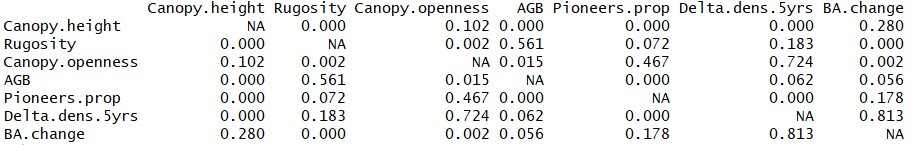 Canopy.height Rugosity Canopy.openness AGB Pioneers.prop Delta.dens.5yrs BA.change
Canopy.height NA 0.000 0.102 0.000 0.000 0.000 0.280
Rugosity 0.000 NA 0.002 0.561 0.072 0.183 0.000
Canopy.openness 0.102 0.002 NA 0.015 0.467 0.724 0.002
AGB 0.000 0.561 0.015 NA 0.000 0.062 0.056
Pioneers.prop 0.000 0.072 0.467 0.000 NA 0.000 0.178
Delta.dens.5yrs 0.000 0.183 0.724 0.062 0.000 NA 0.813
BA.change 0.280 0.000 0.002 0.056 0.178 0.813 NA